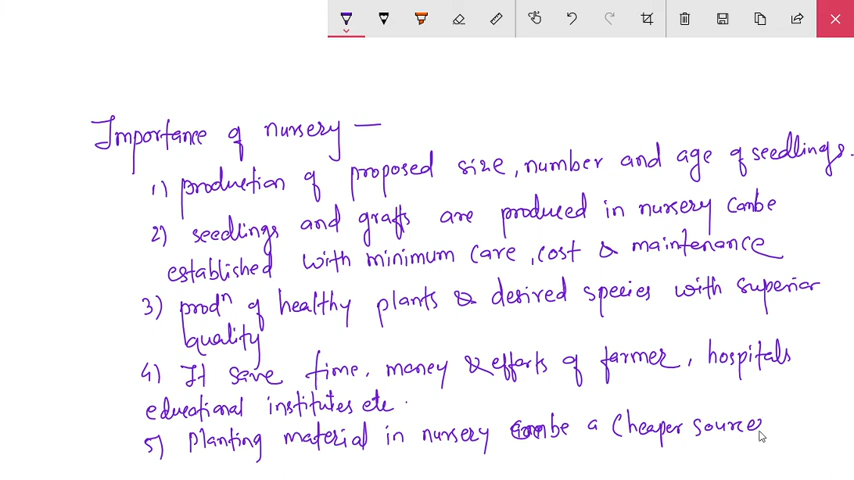 Importance of nursery —
1) production of proposed size, number and age of seedlings.
2) seedlings and grafts are produced in nursery canbe
established with minimum care, cost & maintenance
3) prodn of healthy plants & desired species with superior
quality
4) It save time, money & efforts of farmer, hospitals
educational institutes etc.
5) planting material in nursery canbe a cheaper source